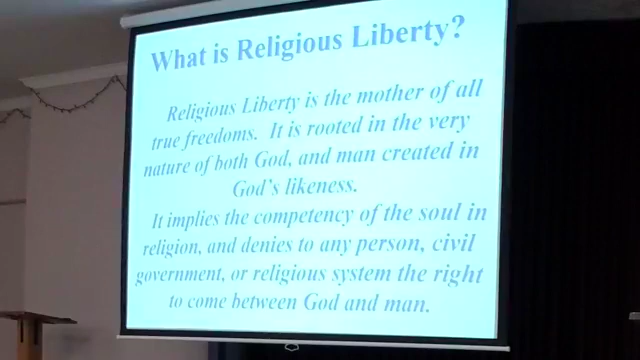 What is Religious Liberty?
Religious Liberty is the mother of all
true freedoms. It is rooted in the very
nature of both God, and man created in
God's likeness.
It implies the competency of the soul in
religion, and denies to any person, civil
government, or religious system the right
to come between God and man.